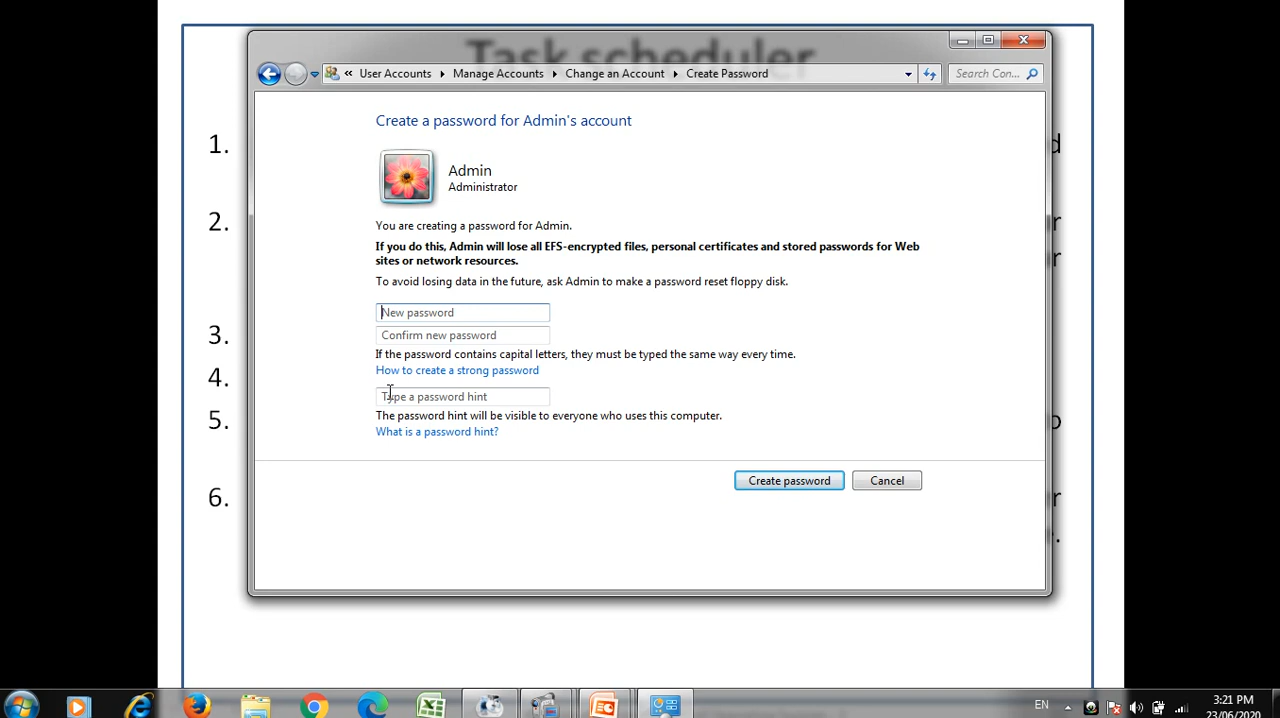 Task scheduler
« User Accounts ▸ Manage Accounts ▸ Change an Account ▸ Create Password
Search Con...
Create a password for Admin's account
Admin
Administrator
You are creating a password for Admin.
If you do this, Admin will lose all EFS-encrypted files, personal certificates and stored passwords for Web
sites or network resources.
To avoid losing data in the future, ask Admin to make a password reset floppy disk.
New password
Confirm new password
If the password contains capital letters, they must be typed the same way every time.
How to create a strong password
Type a password hint
The password hint will be visible to everyone who uses this computer.
What is a password hint?
Create password
Cancel
1.
2.
3.
4.
5.
6.
EN
3:21 PM
23/06/2020